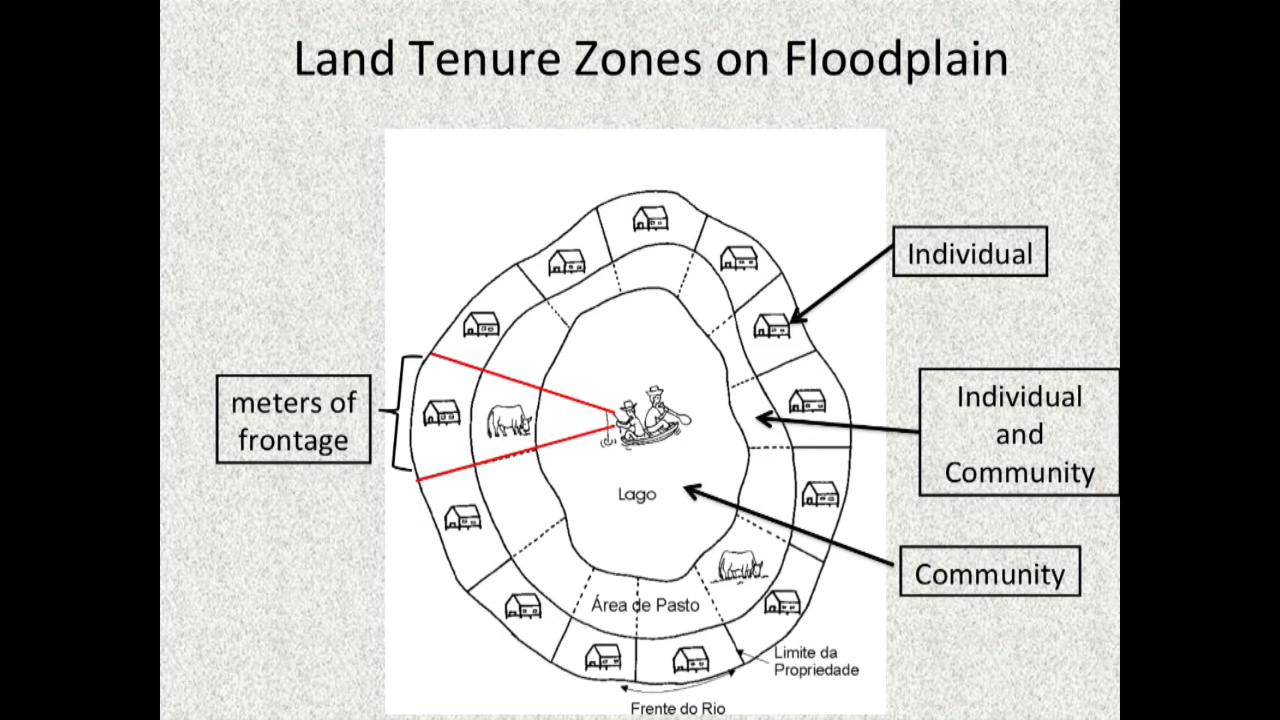 Land Tenure Zones on Floodplain
Individual
meters of
frontage
Individual
and
Community
Lago
Community
Área de Pasto
Limite da
Propriedade
Frente do Rio